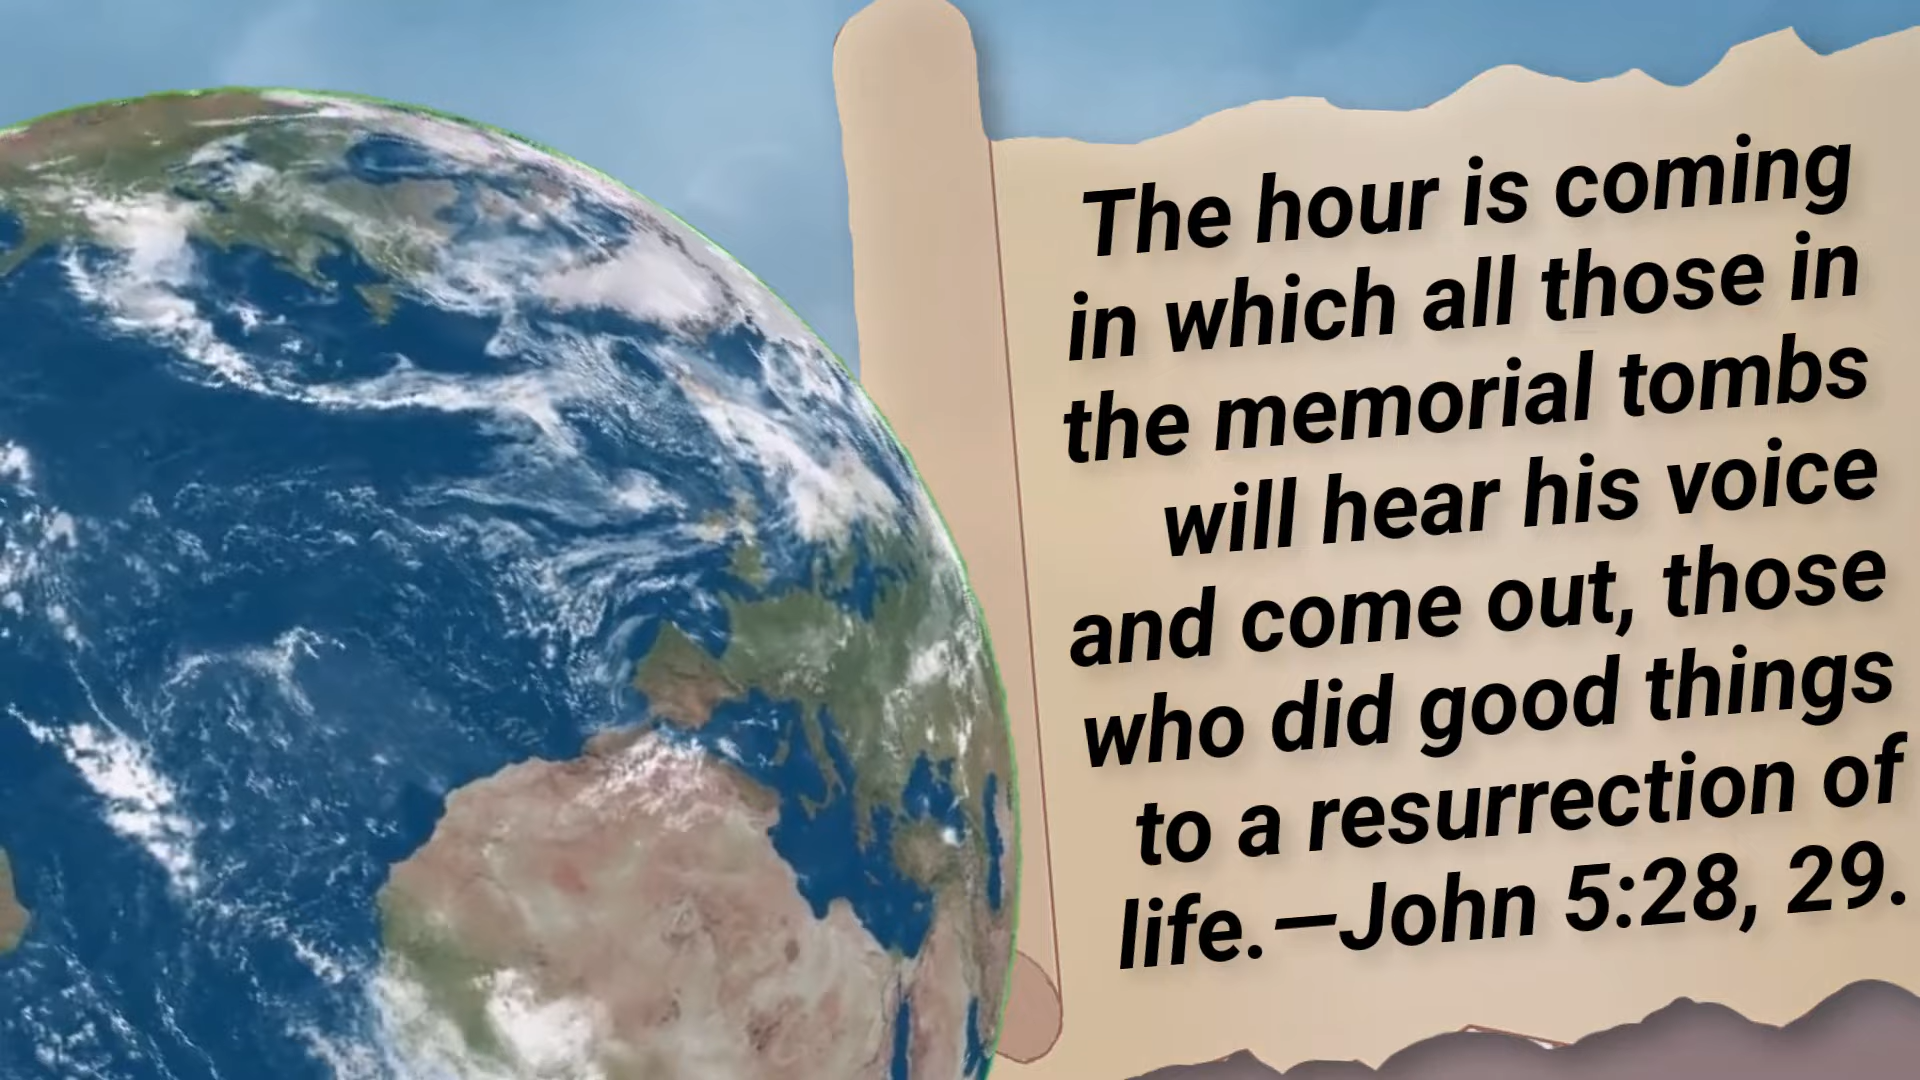 The hour is coming
in which all those in
the memorial tombs
will hear his voice
and come out, those
who did good things
to a resurrection of
life.—John 5:28, 29.